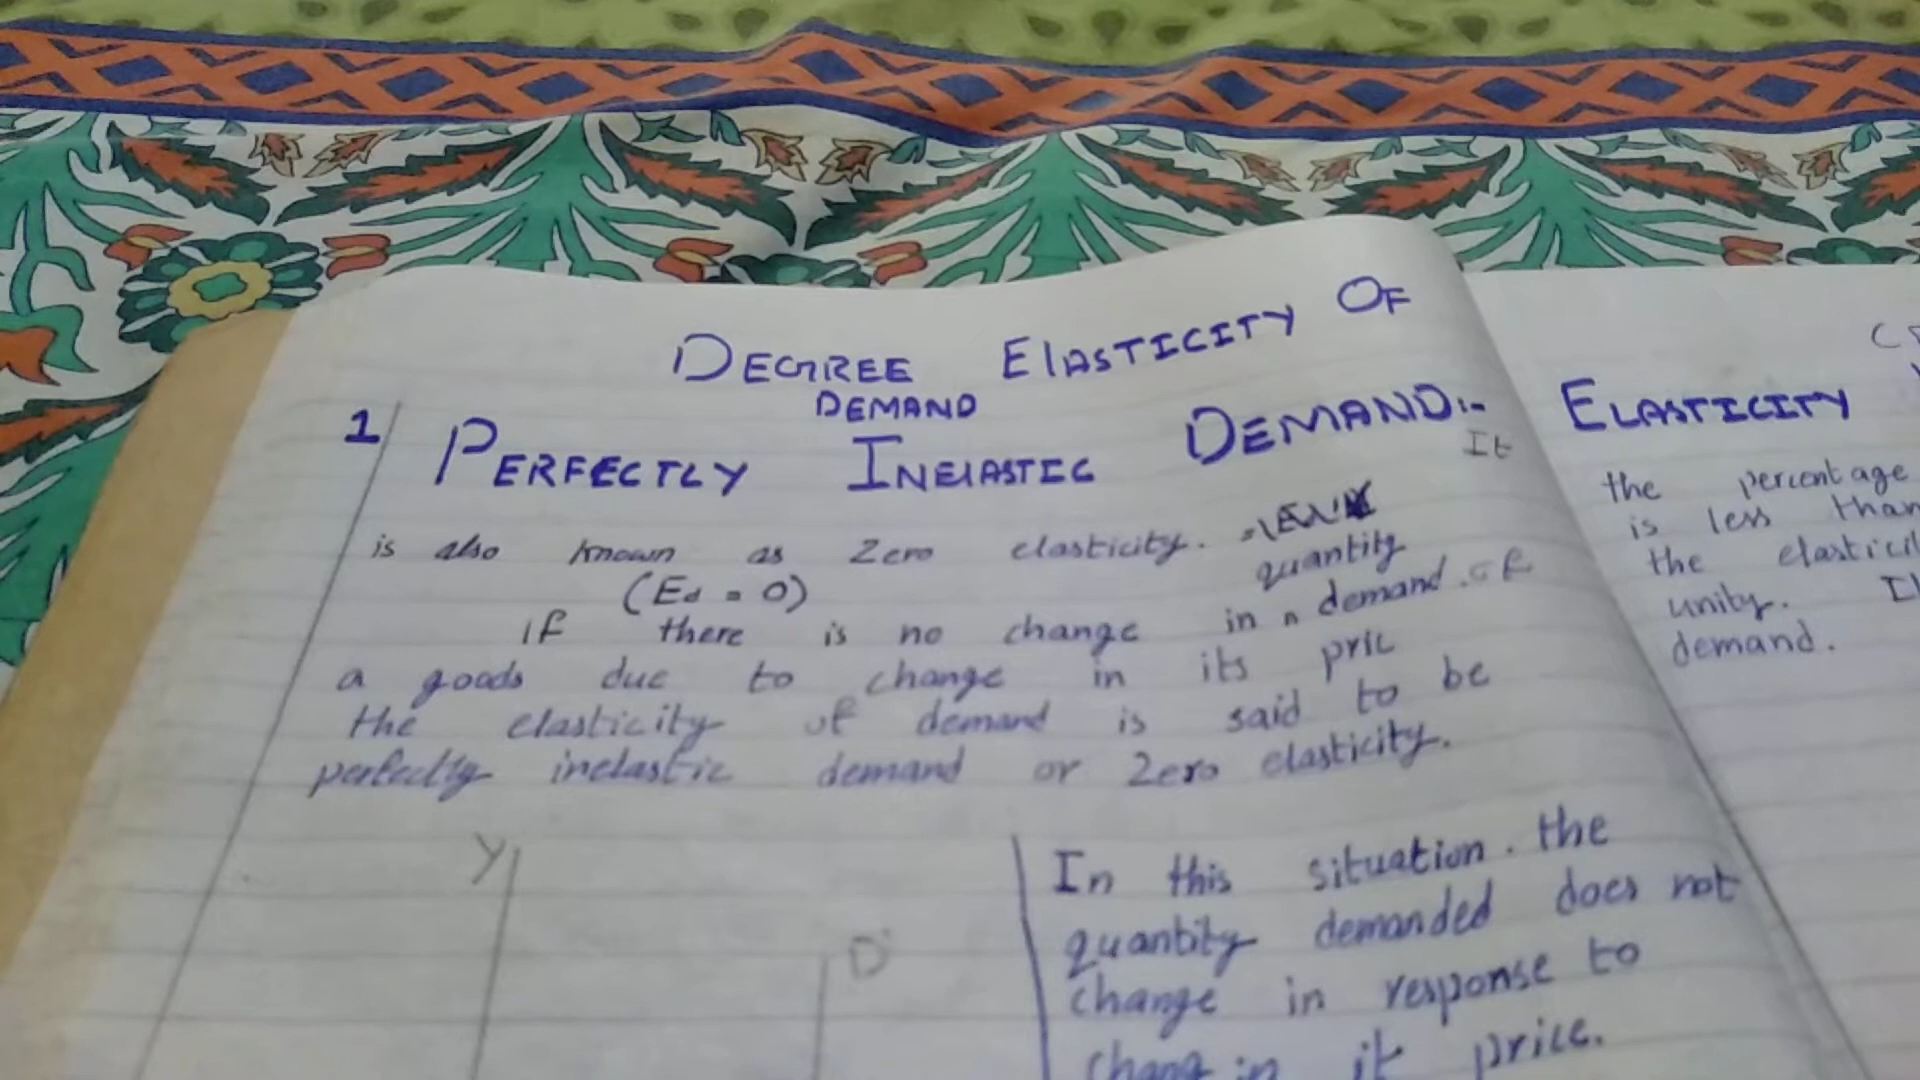 DEGREE ELASTICITY OF
DEMAND
1 PERFECTLY INELASTIC DEMAND:-
It
is also known as Zero elasticity.
(Ed = 0)
quantity
if there is no change in ^ demand of
a goods due to change in its pric
the elasticity of demand is said to be
perfectly inelastic demand or Zero elasticity.
Y
D
In this situation. the
quantity demanded does not
change in response to
chang in it price.
ELASTICITY
the percentage
is less than
the
unity.
demand.